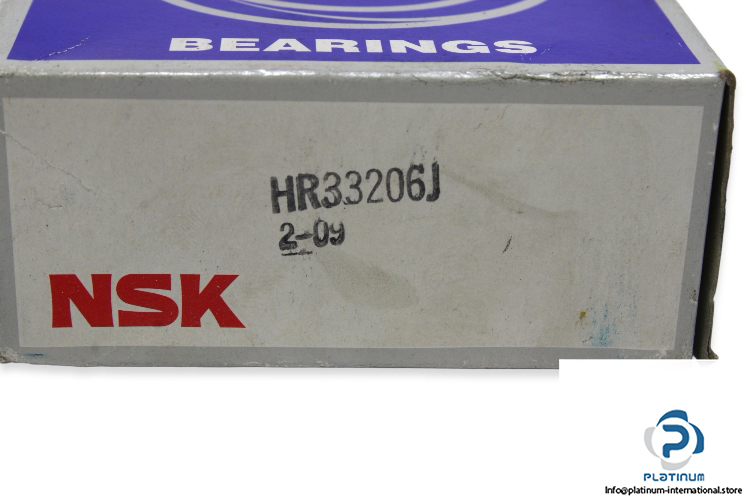 BEARINGS
HR33206J
2-09
NSK
PLATINUM
Info@platinum-international.store